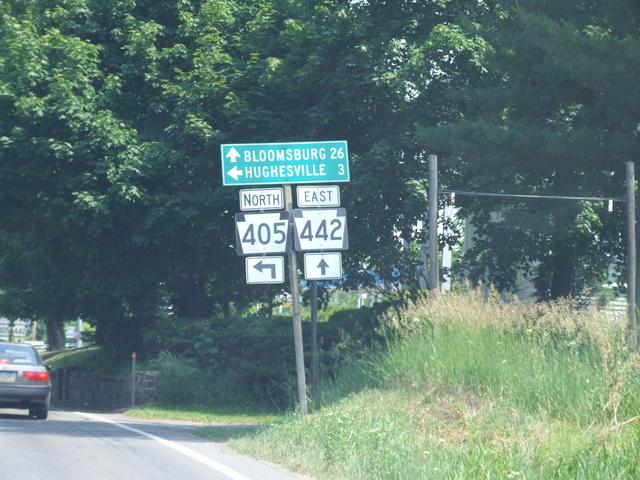 BLOOMSBURG 26
HUGHESVILLE 3
NORTH EAST
405 442